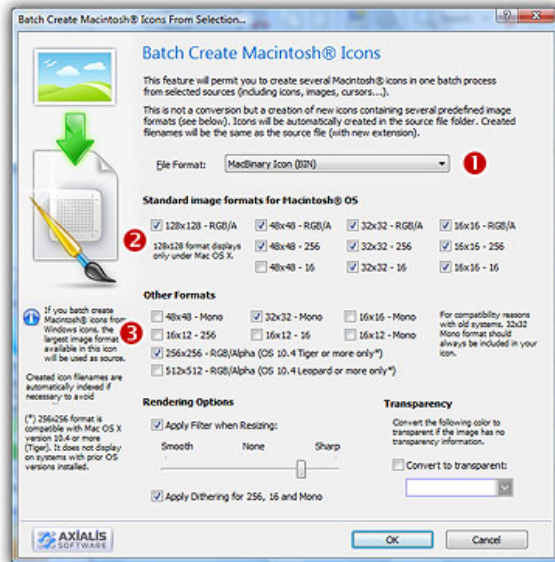 Batch Create Macintosh® Icons From Selection...
Batch Create Macintosh® Icons
This feature will permit you to create several Macintosh® icons in one batch process
from selected sources (including icons, images, cursors...).
This is not a conversion but a creation of new icons containing several predefined image
formats (see below). Icons will be automatically created in the source file folder. Created
filenames will be the same as the source file (with new extension).
File Format:
MacBinary Icon (BIN)
1
Standard image formats for Macintosh® OS
2
128x128 - RGB/A
48x48 - RGB/A
32x32 - RGB/A
16x16 - RGB/A
128x128 format displays
only under Mac OS X.
48x48 - 256
32x32 - 256
16x16 - 256
48x48 - 16
32x32 - 16
16x16 - 16
Other Formats
3
48x48 - Mono
32x32 - Mono
16x16 - Mono
16x12 - 256
16x12 - 16
16x12 - Mono
256x256 - RGB/Alpha (OS 10.4 Tiger or more only*)
512x512 - RGB/Alpha (OS 10.4 Leopard or more only*)
For compatibility reasons
with old systems. 32x32
Mono format should
always be included in your
icon.
If you batch create
Macintosh® icons from
Windows icons, the
largest image format
available in this icon
will be used as source.
Created icon filenames are
automatically indexed if
necessary to avoid
(*) 256x256 format is
compatible with Mac OS X
version 10.4 or more
(Tiger). It does not display
on systems with prior OS
versions installed.
Rendering Options
Apply Filter when Resizing:
Smooth
None
Sharp
Apply Dithering for 256, 16 and Mono
Transparency
Convert the following color to
transparent if the image has no
transparency information.
Convert to transparent:
AXIALIS
SOFTWARE
OK
Cancel